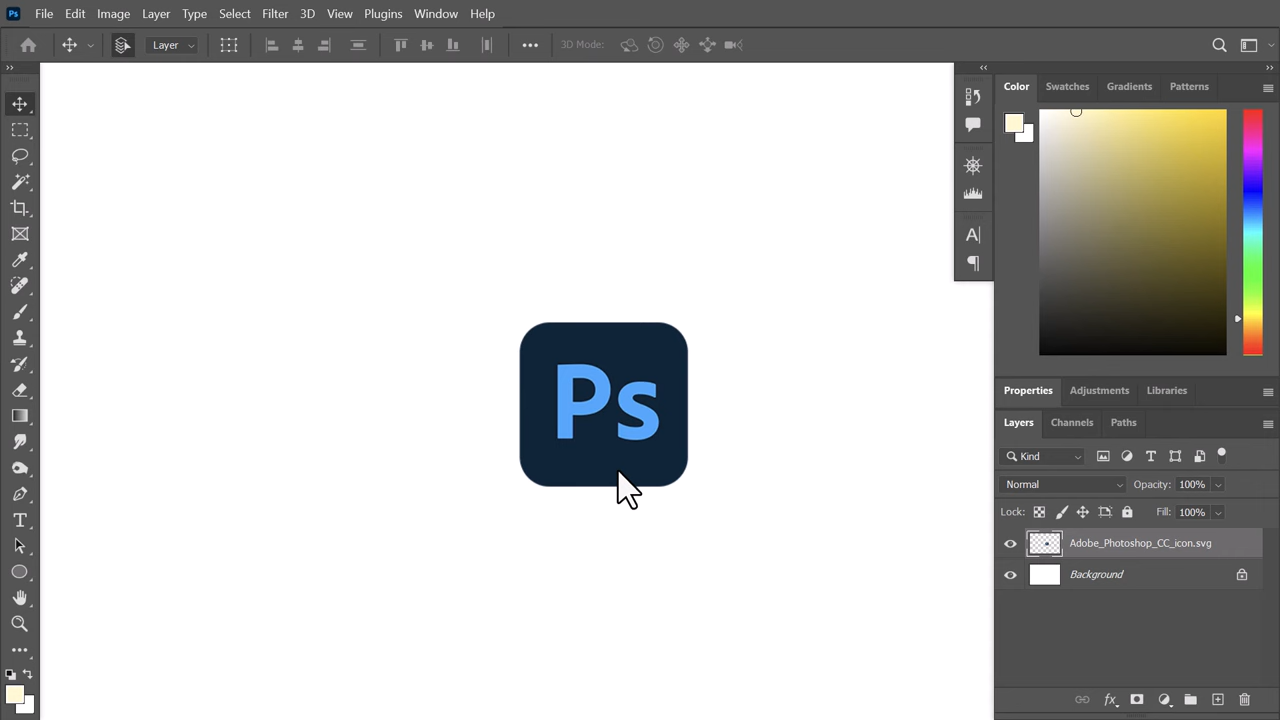 Ps File Edit Image Layer Type Select Filter 3D View Plugins Window Help
Layer 3D Mode:
Color Swatches Gradients Patterns
Ps
Properties Adjustments Libraries
Layers Channels Paths
Kind
Normal Opacity: 100%
Lock: Fill: 100%
Adobe_Photoshop_CC_icon.svg
Background